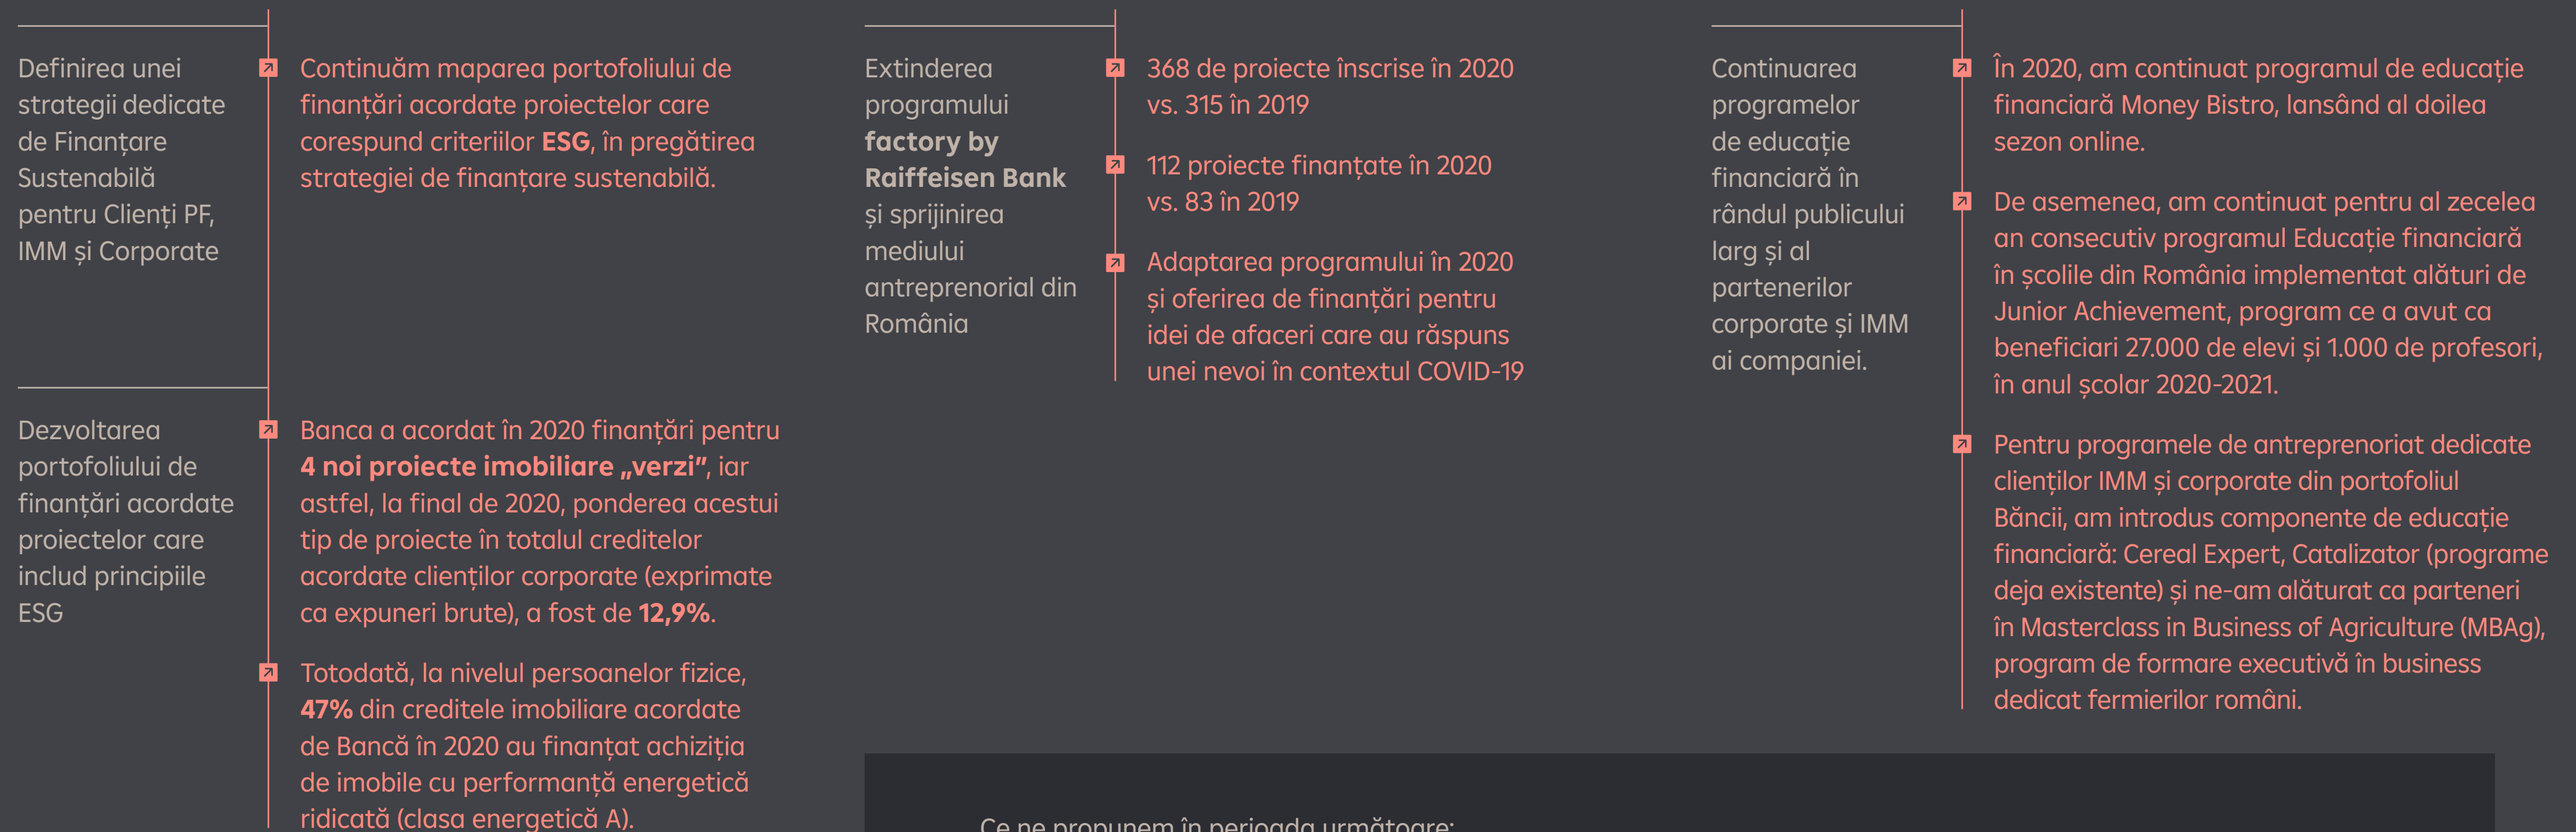 Definirea unei
strategii dedicate
de Finanțare
Sustenabilă
pentru Clienți PF,
IMM și Corporate
Continuăm maparea portofoliului de
finanțări acordate proiectelor care
corespund criteriilor ESG, în pregătirea
strategiei de finanțare sustenabilă.
Dezvoltarea
portofoliului de
finanțări acordate
proiectelor care
includ principiile
ESG
Banca a acordat în 2020 finanțări pentru
4 noi proiecte imobiliare „verzi”, iar
astfel, la final de 2020, ponderea acestui
tip de proiecte în totalul creditelor
acordate clienților corporate (exprimate
ca expuneri brute), a fost de 12,9%.
Totodată, la nivelul persoanelor fizice,
47% din creditele imobiliare acordate
de Bancă în 2020 au finanțat achiziția
de imobile cu performanță energetică
ridicată (clasa energetică A).
Extinderea
programului
factory by
Raiffeisen Bank
și sprijinirea
mediului
antreprenorial din
România
368 de proiecte înscrise în 2020
vs. 315 în 2019
112 proiecte finanțate în 2020
vs. 83 în 2019
Adaptarea programului în 2020
și oferirea de finanțări pentru
idei de afaceri care au răspuns
unei nevoi în contextul COVID-19
Continuarea
programelor
de educație
financiară în
rândul publicului
larg și al
partenerilor
corporate și IMM
ai companiei.
În 2020, am continuat programul de educație
financiară Money Bistro, lansând al doilea
sezon online.
De asemenea, am continuat pentru al zecelea
an consecutiv programul Educație financiară
în școlile din România implementat alături de
Junior Achievement, program ce a avut ca
beneficiari 27.000 de elevi și 1.000 de profesori,
în anul școlar 2020-2021.
Pentru programele de antreprenoriat dedicate
clienților IMM și corporate din portofoliul
Băncii, am introdus componente de educație
financiară: Cereal Expert, Catalizator (programe
deja existente) și ne-am alăturat ca parteneri
în Masterclass in Business of Agriculture (MBAg),
program de formare executivă în business
dedicat fermierilor români.
Ce ne propunem în perioada următoare: